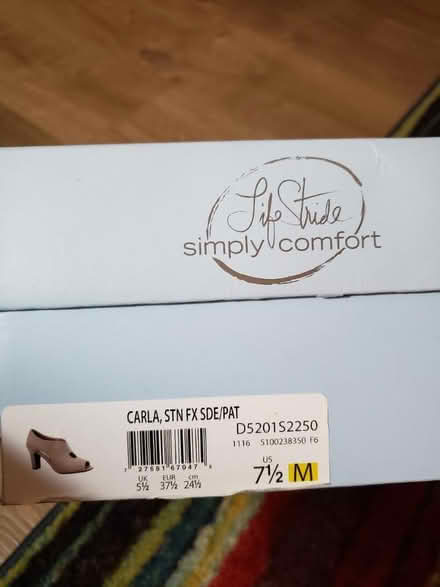 LifeStride
simply comfort
CARLA, STN FX SDE/PAT
D5201S2250
1116 S100238350 F6
UK EUR cm
5½ 37½ 24½
US
7½ M